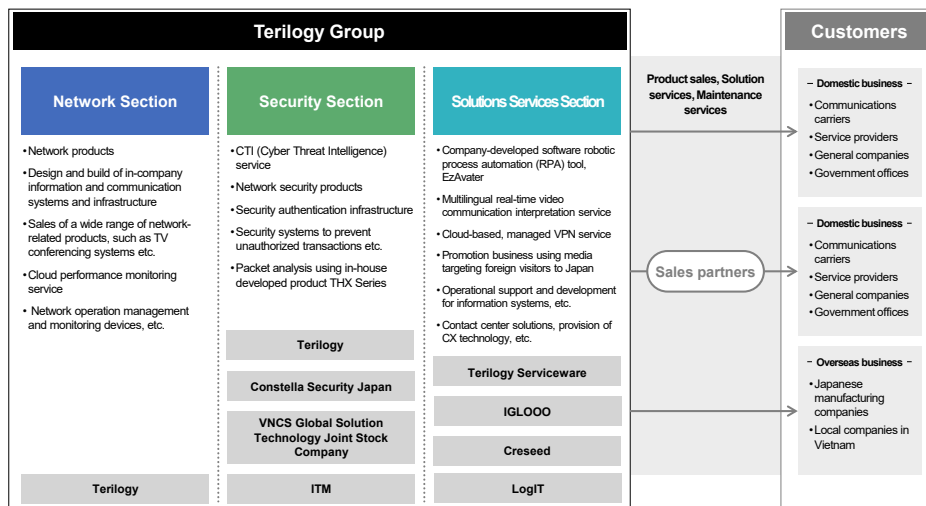 Terilogy Group
Network Section
•Network products
•Design and build of in-company
information and communication
systems and infrastructure
•Sales of a wide range of network-
related products, such as TV
conferencing systems etc.
•Cloud performance monitoring
service
• Network operation management
and monitoring devices, etc.
Terilogy
Security Section
•CTI (Cyber Threat Intelligence)
service
•Network security products
•Security authentication infrastructure
•Security systems to prevent
unauthorized transactions etc.
•Packet analysis using in-house
developed product THX Series
Terilogy
Constella Security Japan
VNCS Global Solution
Technology Joint Stock
Company
ITM
Solutions Services Section
•Company-developed software robotic
process automation (RPA) tool,
EzAvater
•Multilingual real-time video
communication interpretation service
•Cloud-based, managed VPN service
•Promotion business using media
targeting foreign visitors to Japan
•Operational support and development
for information systems, etc.
•Contact center solutions, provision of
CX technology, etc.
Terilogy Serviceware
IGLOOO
Creseed
LogIT
Product sales, Solution
services, Maintenance
services
Sales partners
Customers
– Domestic business –
•Communications
carriers
•Service providers
•General companies
•Government offices
– Domestic business –
•Communications
carriers
•Service providers
•General companies
•Government offices
– Overseas business –
•Japanese
manufacturing
companies
•Local companies in
Vietnam